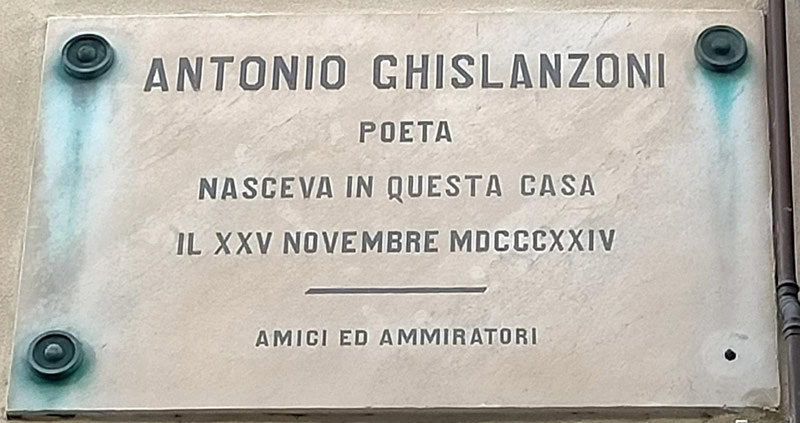 ANTONIO GHISLANZONI
POETA
NASCEVA IN QUESTA CASA
IL XXV NOVEMBRE MDCCCXXIV
AMICI ED AMMIRATORI